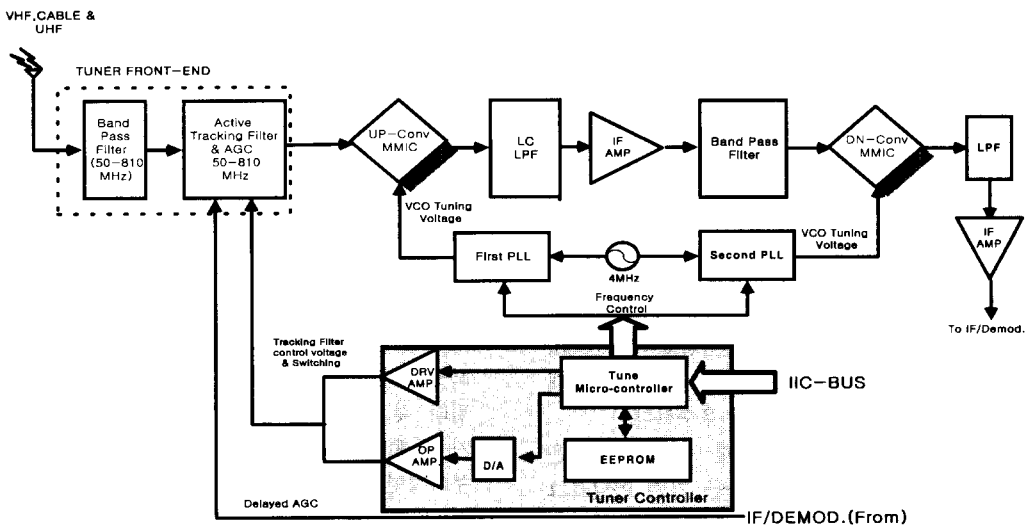 VHF,CABLE &
UHF
TUNER FRONT-END
Band
Pass
Filter
(50-810
MHz)
Active
Tracking Filter
& AGC
50-810
MHz
UP-Conv
MMIC
LC
LPF
IF
AMP
Band Pass
Filter
DN-Conv
MMIC
LPF
VCO Tuning
Voltage
First PLL
4MHz
Second PLL
VCO Tuning
Voltage
IF
AMP
Frequency
Control
To IF/Demod.
Tracking Filter
control voltage
& Switching
DRV
AMP
Tune
Micro-controller
IIC-BUS
OP
AMP
D/A
EEPROM
Tuner Controller
Delayed AGC
IF/DEMOD.(From)